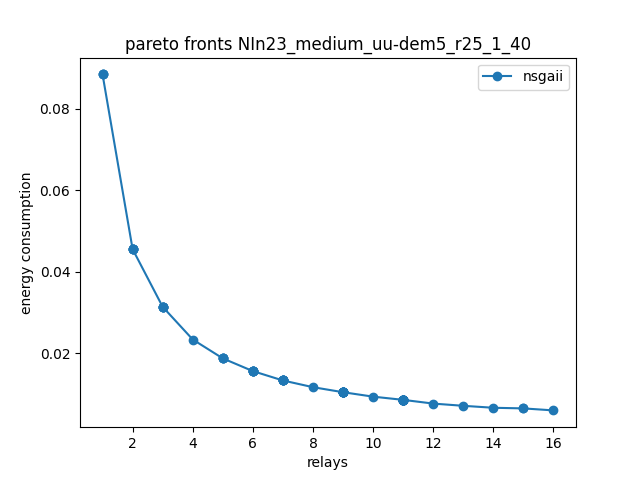 pareto fronts NIn23_medium_uu-dem5_r25_1_40
nsgaii
energy consumption
0.08
0.06
0.04
0.02
2 4 6 8 10 12 14 16
relays